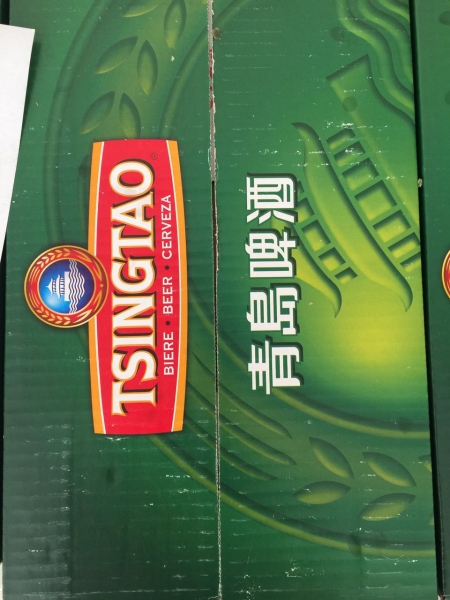 TSINGTAO
BIERE • BEER • CERVEZA
青島啤酒